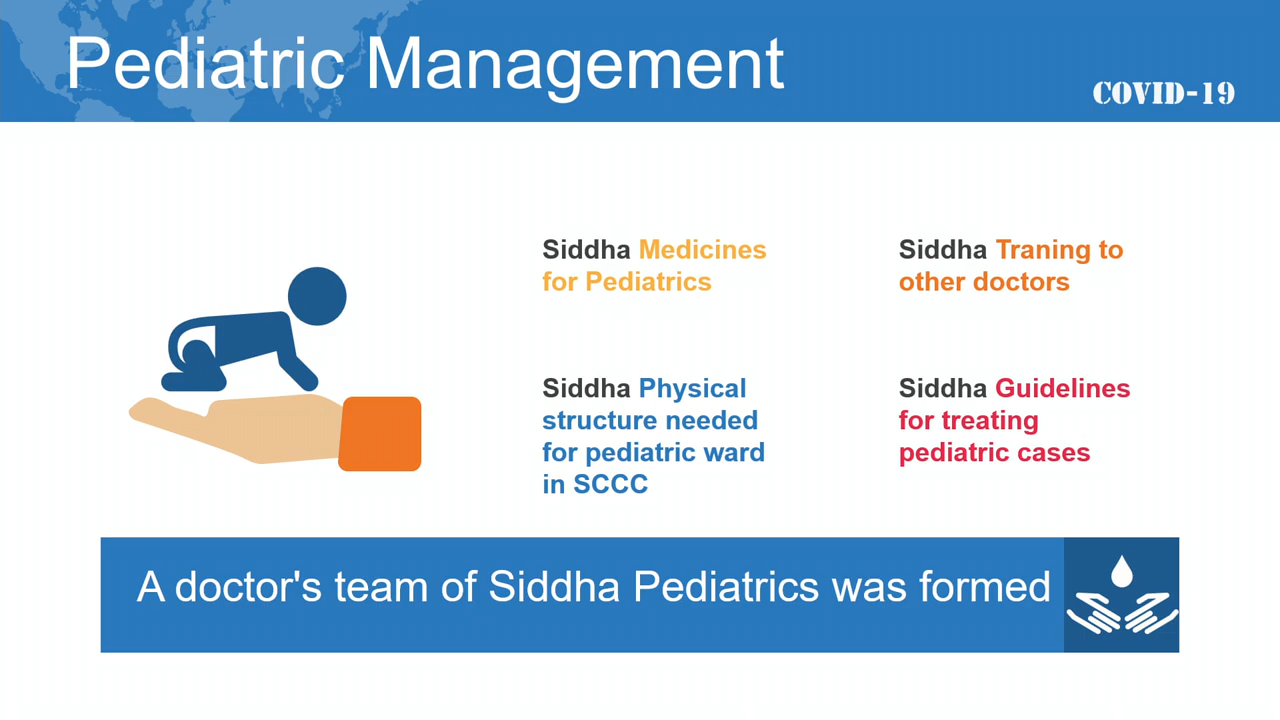 Pediatric Management
COVID-19
Siddha Medicines
for Pediatrics
Siddha Traning to
other doctors
Siddha Physical
structure needed
for pediatric ward
in SCCC
Siddha Guidelines
for treating
pediatric cases
A doctor's team of Siddha Pediatrics was formed